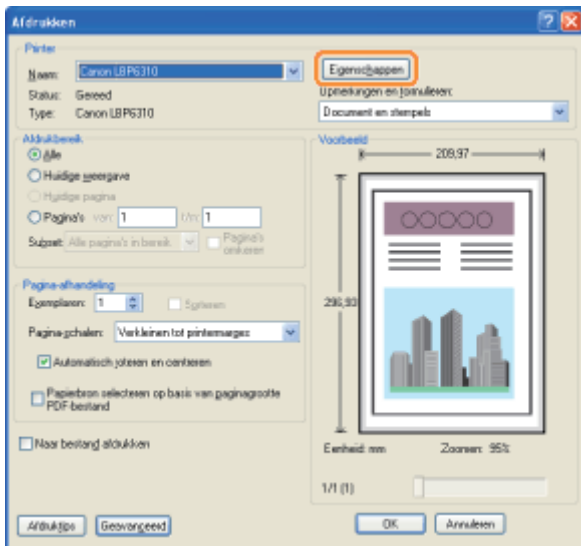 Afdrukken
Printer
Naam: Canon LBP6310
Eigenschappen
Status: Gereed
Opmerkingen en formulieren:
Type: Canon LBP6310
Document en stempels
Afdrukbereik
Voorbeeld
Alle
209,97
Huidige weergave
Huidige pagina
Pagina's van: 1 t/m: 1
Subset: Alle pagina's in bereik
Pagina's omkeren
Pagina-afhandeling
Exemplaren: 1 Sorteren
296,93
Pagina schalen: Verkleinen tot printermarges
Automatisch roteren en centreren
Papierbron selecteren op basis van paginagrootte
PDF-bestand
Naar bestand afdrukken
Eenheid: mm Zoomen: 95%
1/1 (1)
Afdruktips Geavanceerd OK Annuleren